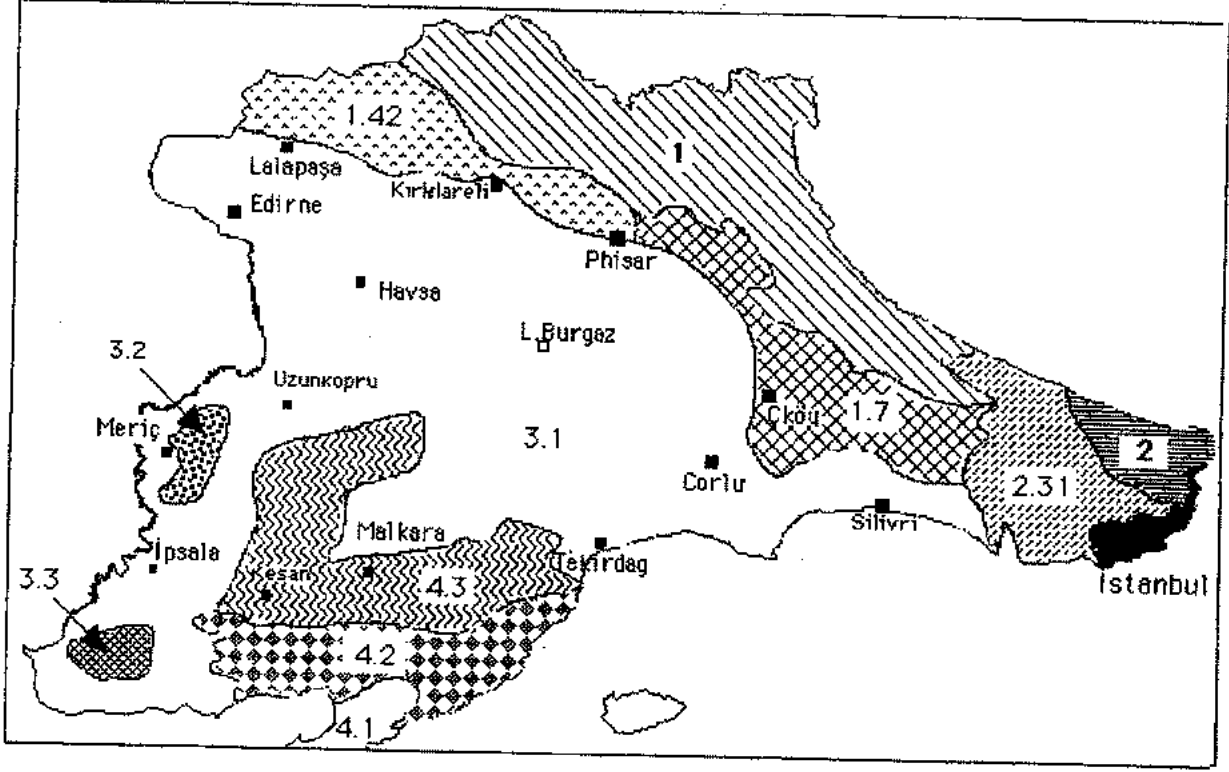 1.42
1
Lalapaşa
Kırklareli
Edirne
Phisar
Havsa
L.Burgaz
3.2
Uzunkopru
Meriç
Çköy
1.7
3.1
2
Corlu
2.31
Silivri
Malkara
İpsala
Tekirdag
Kesan
3.3
4.3
İstanbul
4.2
4.1